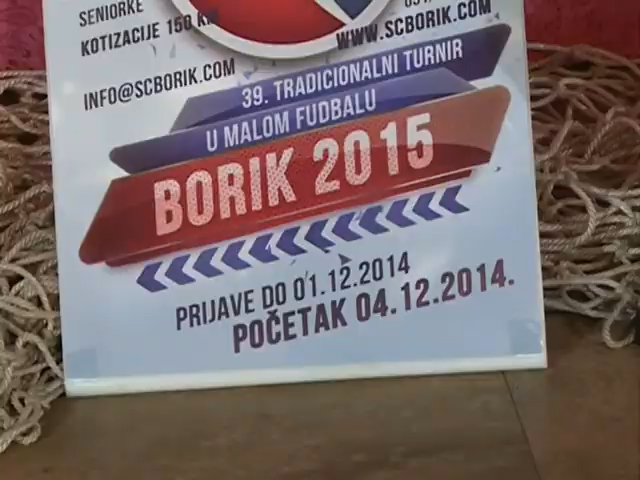 SENIORKE
KOTIZACIJE 150 KM
WWW.SCBORIK.COM
INFO@SCBORIK.COM
39. TRADICIONALNI TURNIR
U MALOM FUDBALU
BORIK 2015
PRIJAVE DO 01.12.2014
POČETAK 04.12.2014.